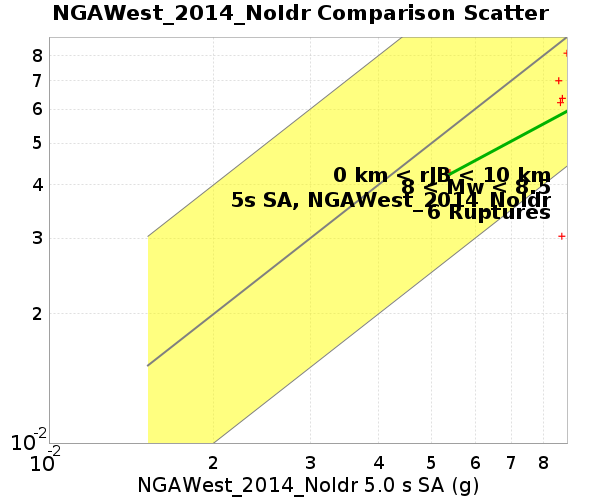 NGAWest_2014_NoIdr Comparison Scatter
8
7
6
5
4
3
2
10-2
10-2
2 3 4 5 6 7 8
0 km < rJB < 10 km
8 < Mw < 8.5
5s SA, NGAWest_2014_NoIdr
6 Ruptures
NGAWest_2014_NoIdr 5.0 s SA (g)